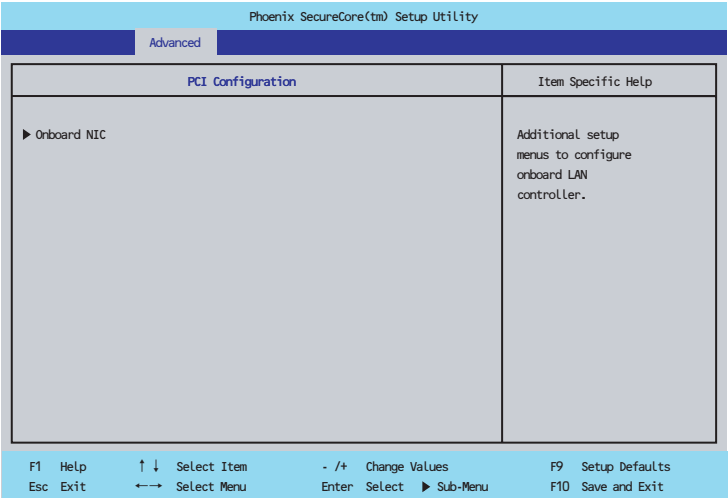 Phoenix SecureCore(tm) Setup Utility
Advanced
PCI Configuration
Item Specific Help
▶ Onboard NIC
Additional setup
menus to configure
onboard LAN
controller.
F1 Help ↑↓ Select Item - /+ Change Values F9 Setup Defaults
Esc Exit ←→ Select Menu Enter Select ▶ Sub-Menu F10 Save and Exit